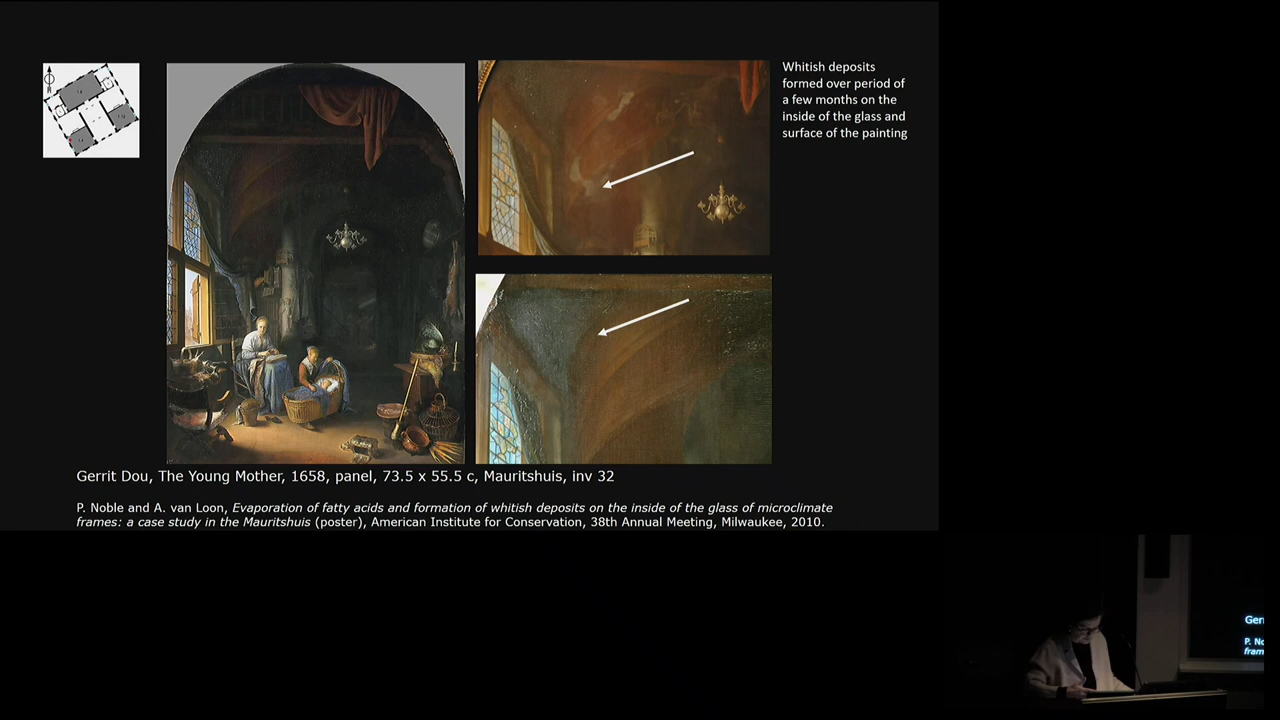 Whitish deposits
formed over period of
a few months on the
inside of the glass and
surface of the painting
Gerrit Dou, The Young Mother, 1658, panel, 73.5 x 55.5 c, Mauritshuis, inv 32
P. Noble and A. van Loon, Evaporation of fatty acids and formation of whitish deposits on the inside of the glass of microclimate
frames: a case study in the Mauritshuis (poster), American Institute for Conservation, 38th Annual Meeting, Milwaukee, 2010.
Gerr
P. No
fram